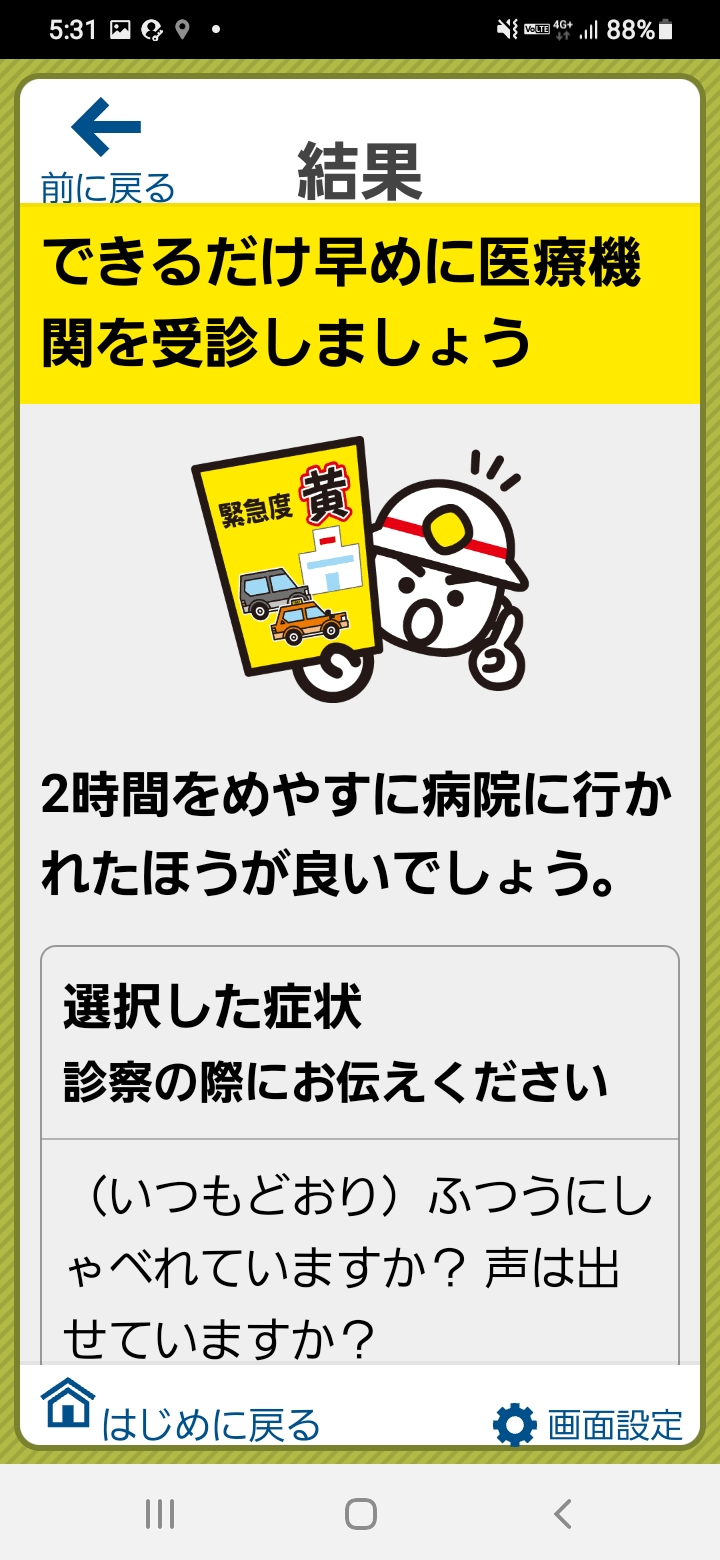 5:31
VoLTE 4G+ 88%
前に戻る
結果
できるだけ早めに医療機
関を受診しましょう
緊急度 黄
2時間をめやすに病院に行か
れたほうが良いでしょう。
選択した症状
診察の際にお伝えください
（いつもどおり）ふつうにし
ゃべれていますか？ 声は出
せていますか？
はじめに戻る
画面設定